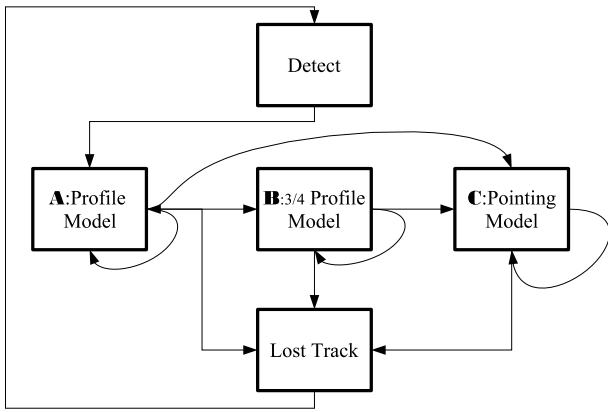 Detect
A:Profile
Model
B:3/4 Profile
Model
C:Pointing
Model
Lost Track